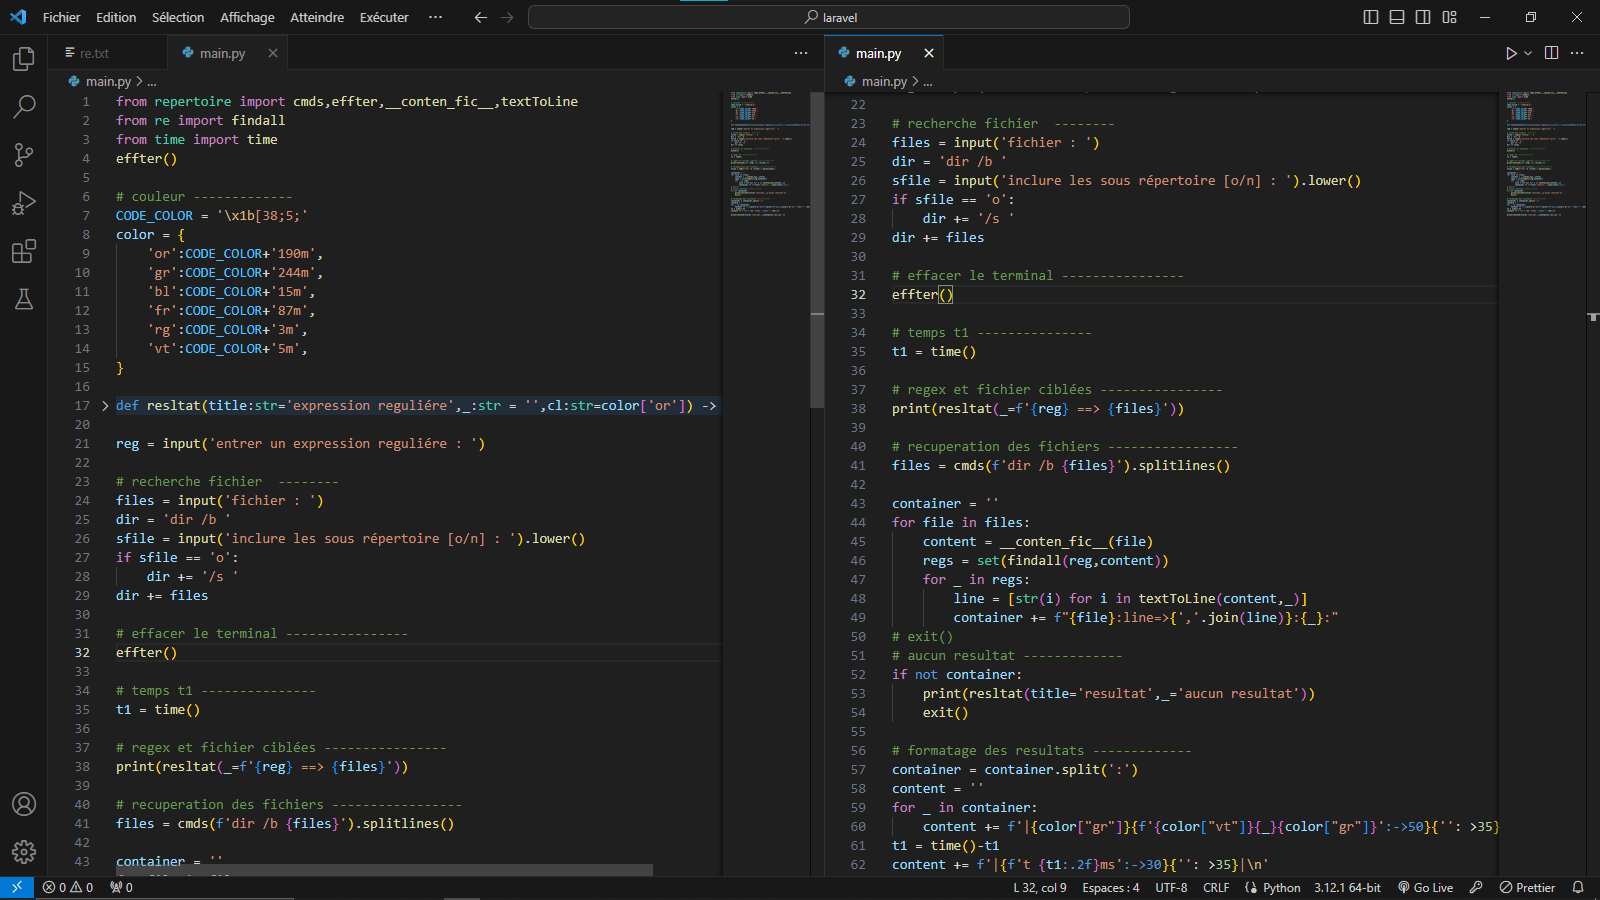 Fichier Edition Sélection Affichage Atteindre Exécuter ··· laravel
re.txt main.py
main.py > ...
1 from repertoire import cmds,effter,__conten_fic__,textToLine
2 from re import findall
3 from time import time
4 effter()
5
6 # couleur -------------
7 CODE_COLOR = '\x1b[38;5;'
8 color = {
9 'or':CODE_COLOR+'190m',
10 'gr':CODE_COLOR+'244m',
11 'bl':CODE_COLOR+'15m',
12 'fr':CODE_COLOR+'87m',
13 'rg':CODE_COLOR+'3m',
14 'vt':CODE_COLOR+'5m',
15 }
16
17 def resltat(title:str='expression reguliére',_:str = '',cl:str=color['or']) ->
20
21 reg = input('entrer un expression reguliére : ')
22
23 # recherche fichier --------
24 files = input('fichier : ')
25 dir = 'dir /b '
26 sfile = input('inclure les sous répertoire [o/n] : ').lower()
27 if sfile == 'o':
28 dir += '/s '
29 dir += files
30
31 # effacer le terminal ----------------
32 effter()
33
34 # temps t1 ---------------
35 t1 = time()
36
37 # regex et fichier ciblées ----------------
38 print(resltat(_=f'{reg} ==> {files}'))
39
40 # recuperation des fichiers -----------------
41 files = cmds(f'dir /b {files}').splitlines()
42
43 container = ''
main.py
main.py > ...
22
23 # recherche fichier --------
24 files = input('fichier : ')
25 dir = 'dir /b '
26 sfile = input('inclure les sous répertoire [o/n] : ').lower()
27 if sfile == 'o':
28 dir += '/s '
29 dir += files
30
31 # effacer le terminal ----------------
32 effter()
33
34 # temps t1 ---------------
35 t1 = time()
36
37 # regex et fichier ciblées ----------------
38 print(resltat(_=f'{reg} ==> {files}'))
39
40 # recuperation des fichiers -----------------
41 files = cmds(f'dir /b {files}').splitlines()
42
43 container = ''
44 for file in files:
45 content = __conten_fic__(file)
46 regs = set(findall(reg,content))
47 for _ in regs:
48 line = [str(i) for i in textToLine(content,_)]
49 container += f"{file}:line=>{','.join(line)}:{_}:"
50 # exit()
51 # aucun resultat -------------
52 if not container:
53 print(resltat(title='resultat',_='aucun resultat'))
54 exit()
55
56 # formatage des resultats -------------
57 container = container.split(':')
58 content = ''
59 for _ in container:
60 content += f'|{color["gr"]}{f'{color["vt"]}{_}{color["gr"]}':->50}{'': >35}
61 t1 = time()-t1
62 content += f'|{f't {t1:.2f}ms':->30}{'': >35}|\n'
0 0 0 L 32, col 9 Espaces : 4 UTF-8 CRLF Python 3.12.1 64-bit Go Live Prettier